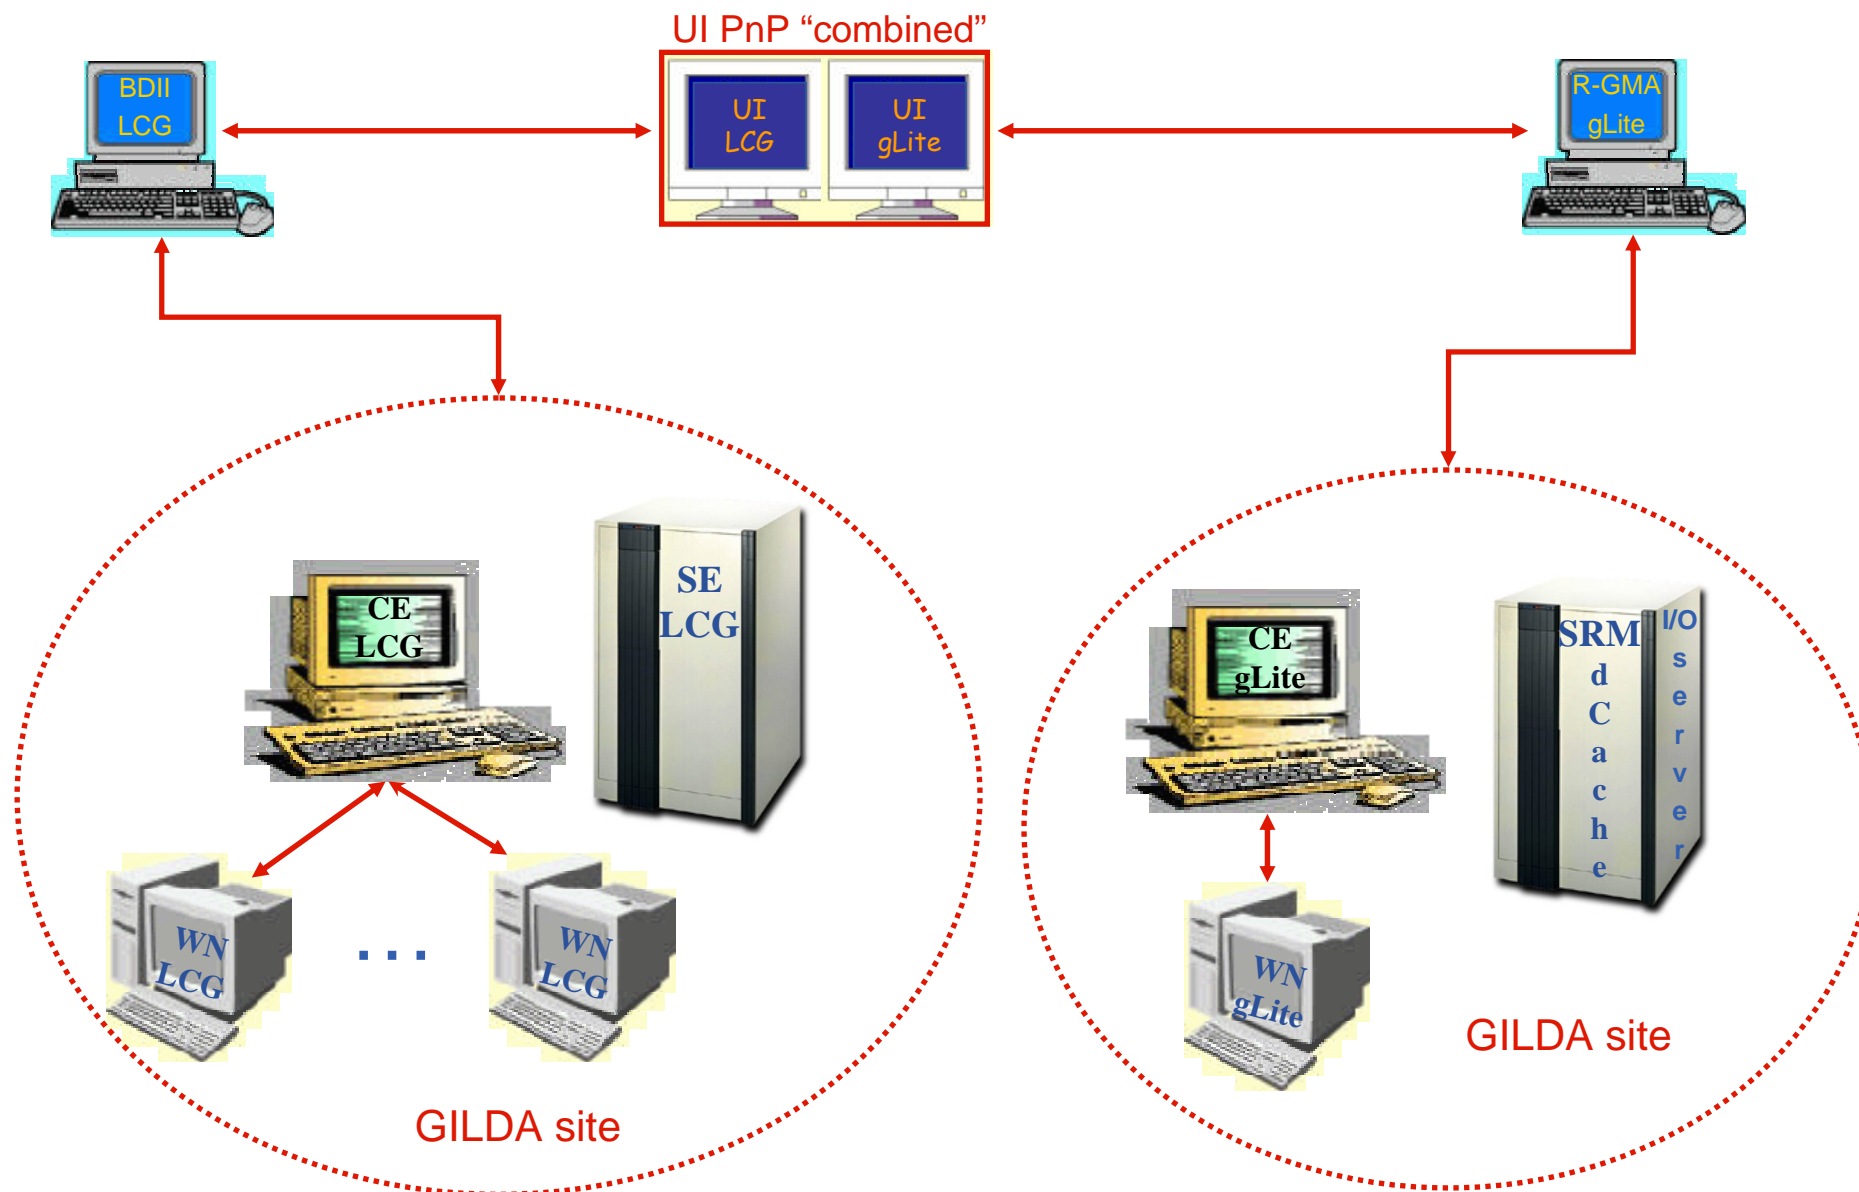 UI PnP “combined”
BDII
LCG
UI
LCG
UI
gLite
R-GMA
gLite
CE
LCG
SE
LCG
WN
LCG
. . .
WN
LCG
GILDA site
CE
gLite
SRM
dCache
I/O
server
WN
gLite
GILDA site